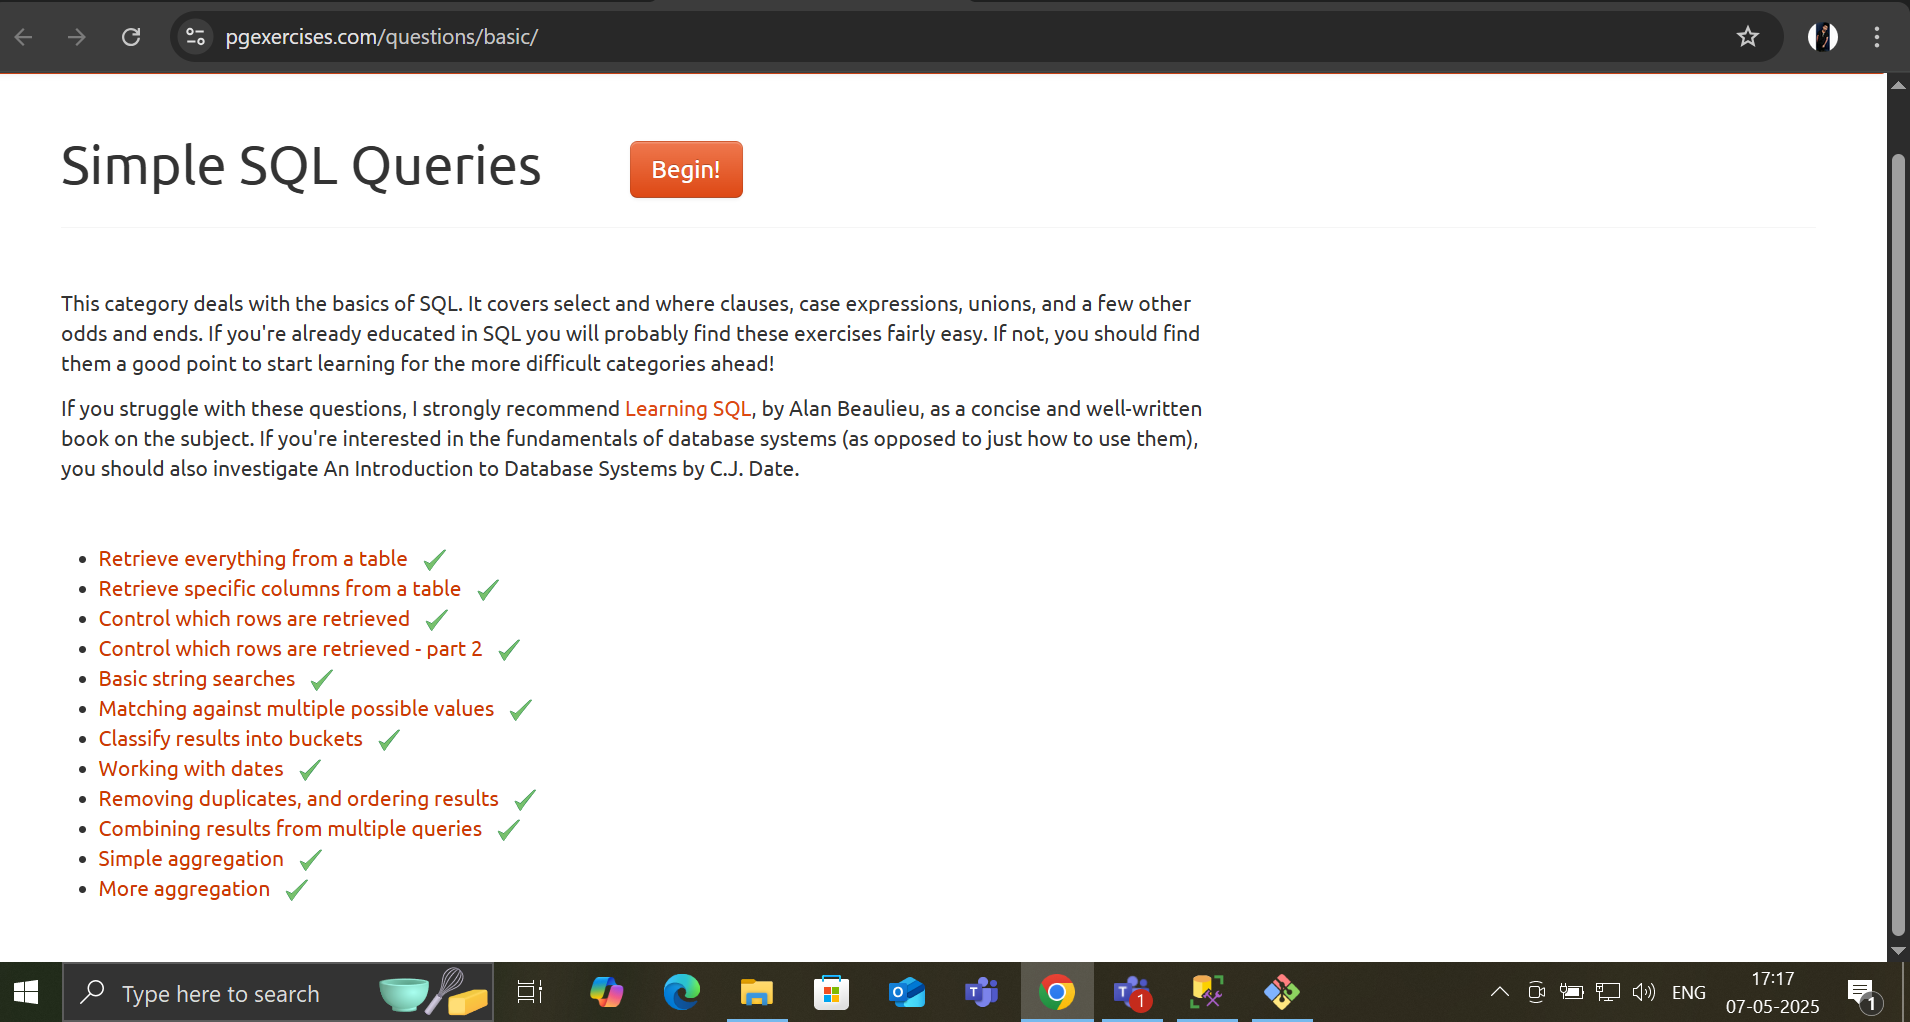 pgexercises.com/questions/basic/
Simple SQL Queries
Begin!
This category deals with the basics of SQL. It covers select and where clauses, case expressions, unions, and a few other
odds and ends. If you're already educated in SQL you will probably find these exercises fairly easy. If not, you should find
them a good point to start learning for the more difficult categories ahead!
If you struggle with these questions, I strongly recommend Learning SQL, by Alan Beaulieu, as a concise and well-written
book on the subject. If you're interested in the fundamentals of database systems (as opposed to just how to use them),
you should also investigate An Introduction to Database Systems by C.J. Date.
Retrieve everything from a table
Retrieve specific columns from a table
Control which rows are retrieved
Control which rows are retrieved - part 2
Basic string searches
Matching against multiple possible values
Classify results into buckets
Working with dates
Removing duplicates, and ordering results
Combining results from multiple queries
Simple aggregation
More aggregation
Type here to search
1
ENG
17:17
07-05-2025
1